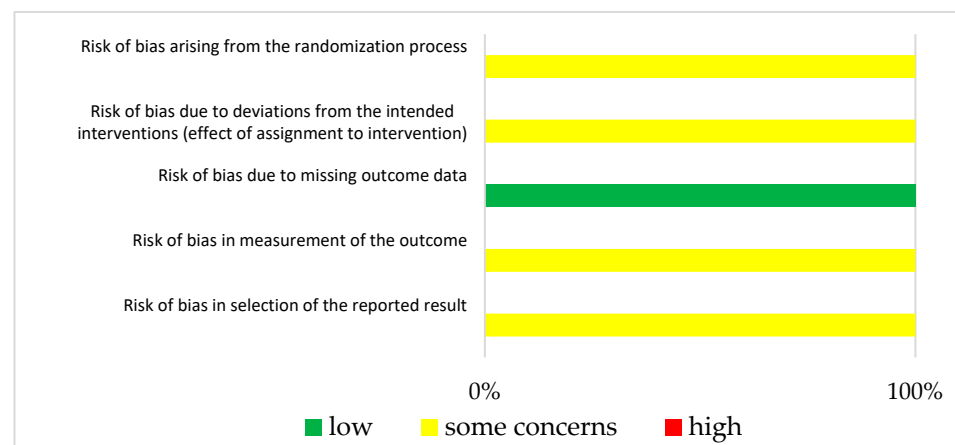 Risk of bias arising from the randomization process
Risk of bias due to deviations from the intended
interventions (effect of assignment to intervention)
Risk of bias due to missing outcome data
Risk of bias in measurement of the outcome
Risk of bias in selection of the reported result
0% 100%
low some concerns high